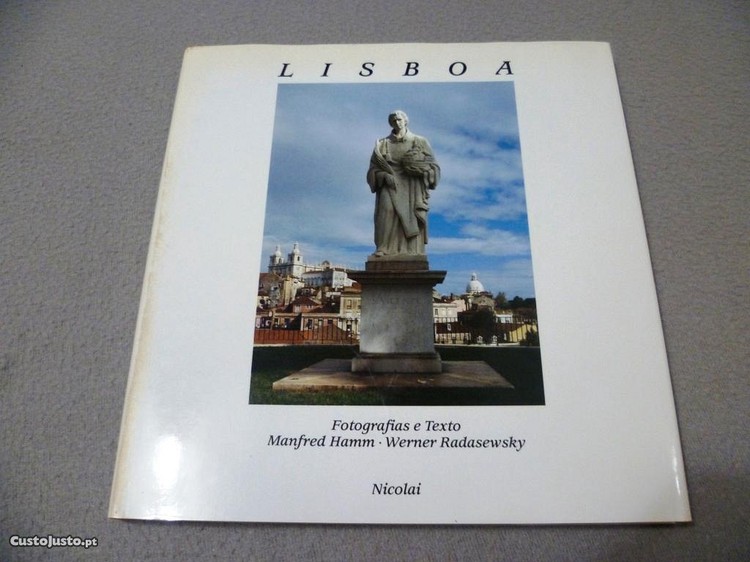 LISBOA
Fotografias e Texto
Manfred Hamm · Werner Radasewsky
Nicolai
CustoJusto.pt